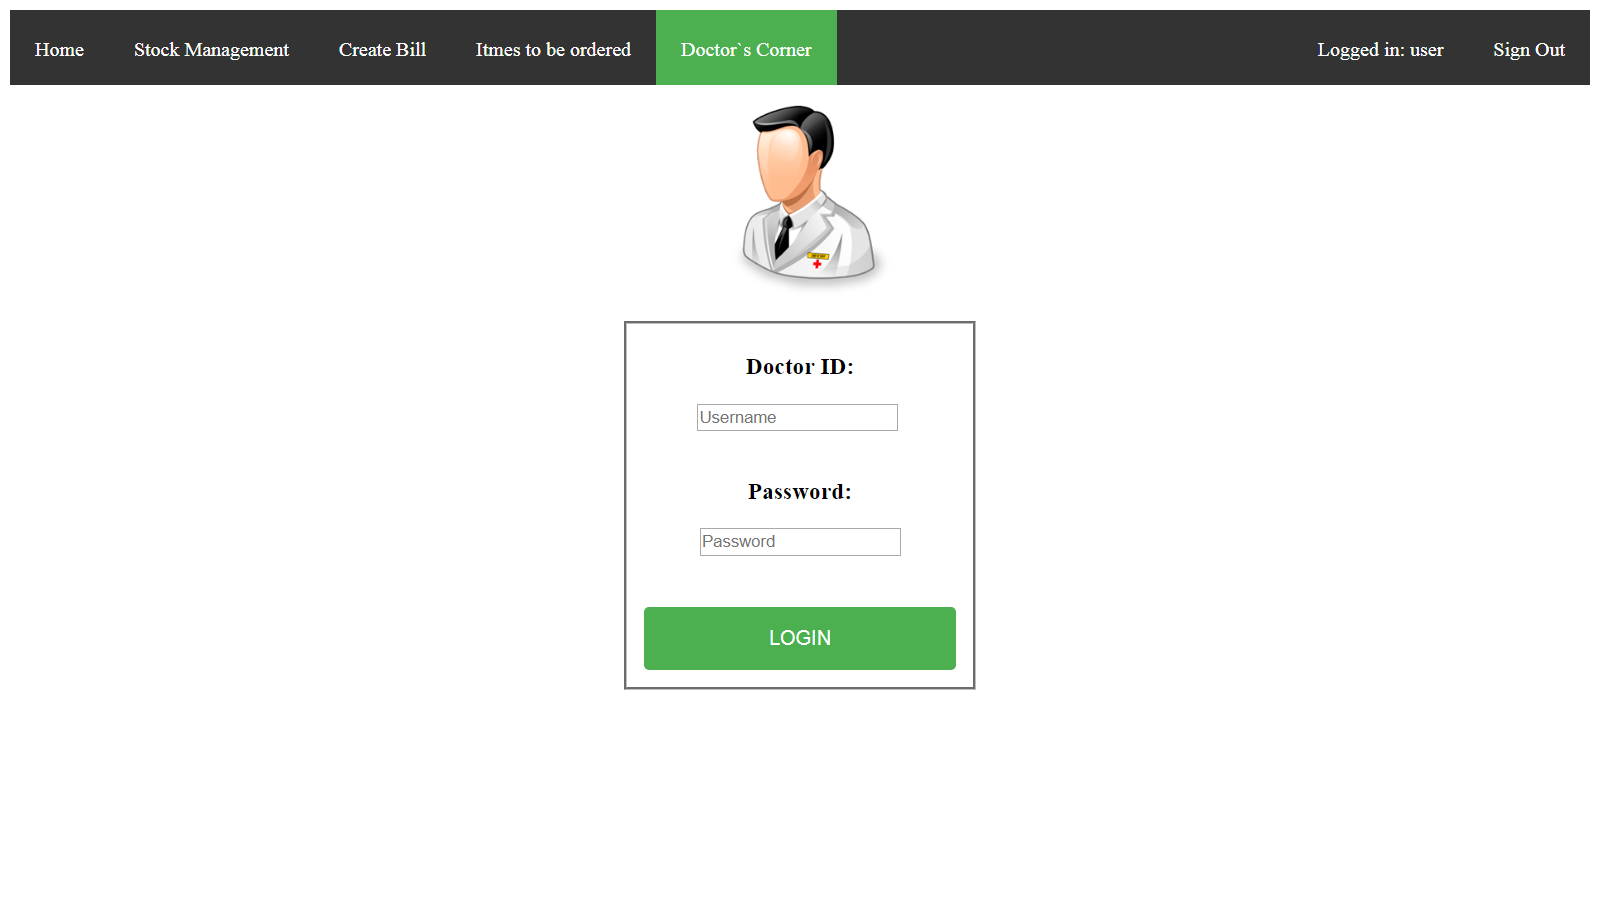 Home Stock Management Create Bill Itmes to be ordered Doctor`s Corner Logged in: user Sign Out
Doctor ID:
Username
Password:
Password
LOGIN